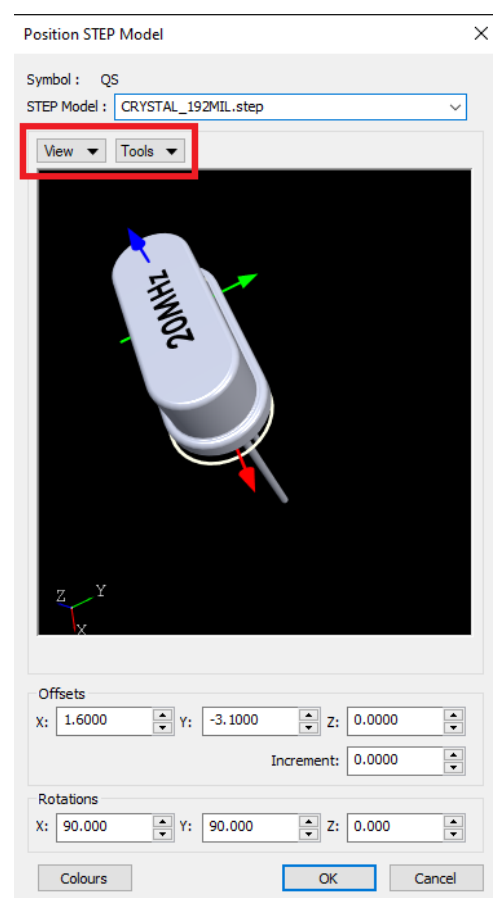 Position STEP Model
Symbol : QS
STEP Model : CRYSTAL_192MIL.step
View Tools
20MHz
Z Y
X
Offsets
X: 1.6000 Y: -3.1000 Z: 0.0000
Increment: 0.0000
Rotations
X: 90.000 Y: 90.000 Z: 0.000
Colours OK Cancel